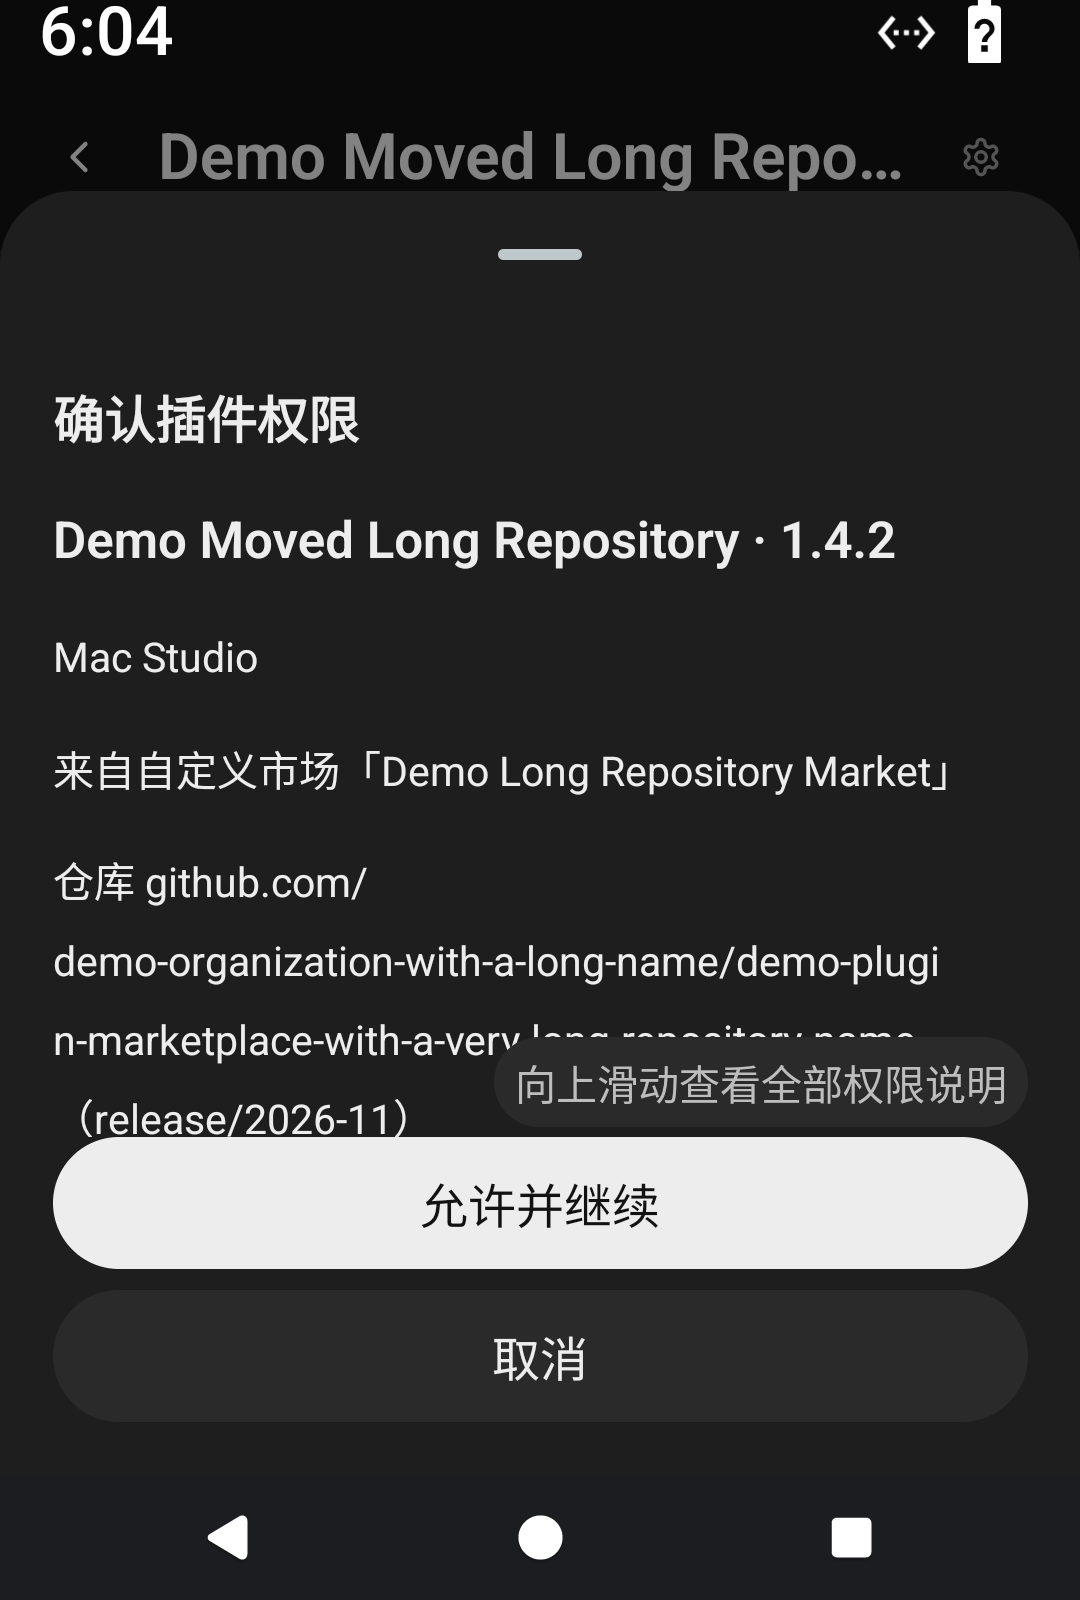 6:04
Demo Moved Long Repo...
确认插件权限
Demo Moved Long Repository · 1.4.2
Mac Studio
来自自定义市场「Demo Long Repository Market」
仓库 github.com/
demo-organization-with-a-long-name/demo-plugi
n-marketplace-with-a-very-long-repository-name
（release/2026-11）
向上滑动查看全部权限说明
允许并继续
取消